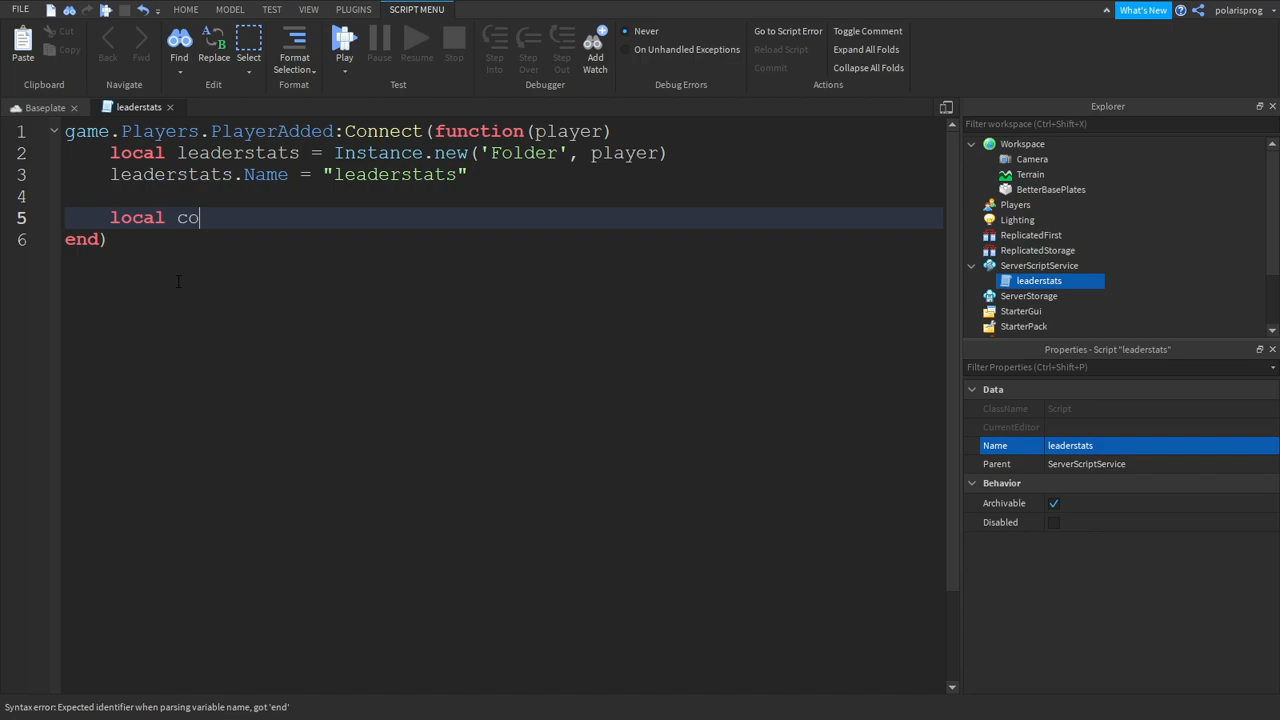 FILE HOME MODEL TEST VIEW PLUGINS SCRIPT MENU What's New polarisprog
Paste Cut Copy Back Fwd Find Replace Select Format Selection Play Pause Resume Stop Step Into Step Over Step Out Add Watch Never On Unhandled Exceptions Go to Script Error Reload Script Commit Toggle Comment Expand All Folds Collapse All Folds
Clipboard Navigate Edit Format Test Debugger Debug Errors Actions
Baseplate leaderstats
1 game.Players.PlayerAdded:Connect(function(player)
2 local leaderstats = Instance.new('Folder', player)
3 leaderstats.Name = "leaderstats"
4
5 local co
6 end)
Explorer
Filter workspace (Ctrl+Shift+X)
Workspace
Camera
Terrain
BetterBasePlates
Players
Lighting
ReplicatedFirst
ReplicatedStorage
ServerScriptService
leaderstats
ServerStorage
StarterGui
StarterPack
Properties - Script "leaderstats"
Filter Properties (Ctrl+Shift+P)
Data
ClassName Script
CurrentEditor
Name leaderstats
Parent ServerScriptService
Behavior
Archivable
Disabled
Syntax error: Expected identifier when parsing variable name, got 'end'